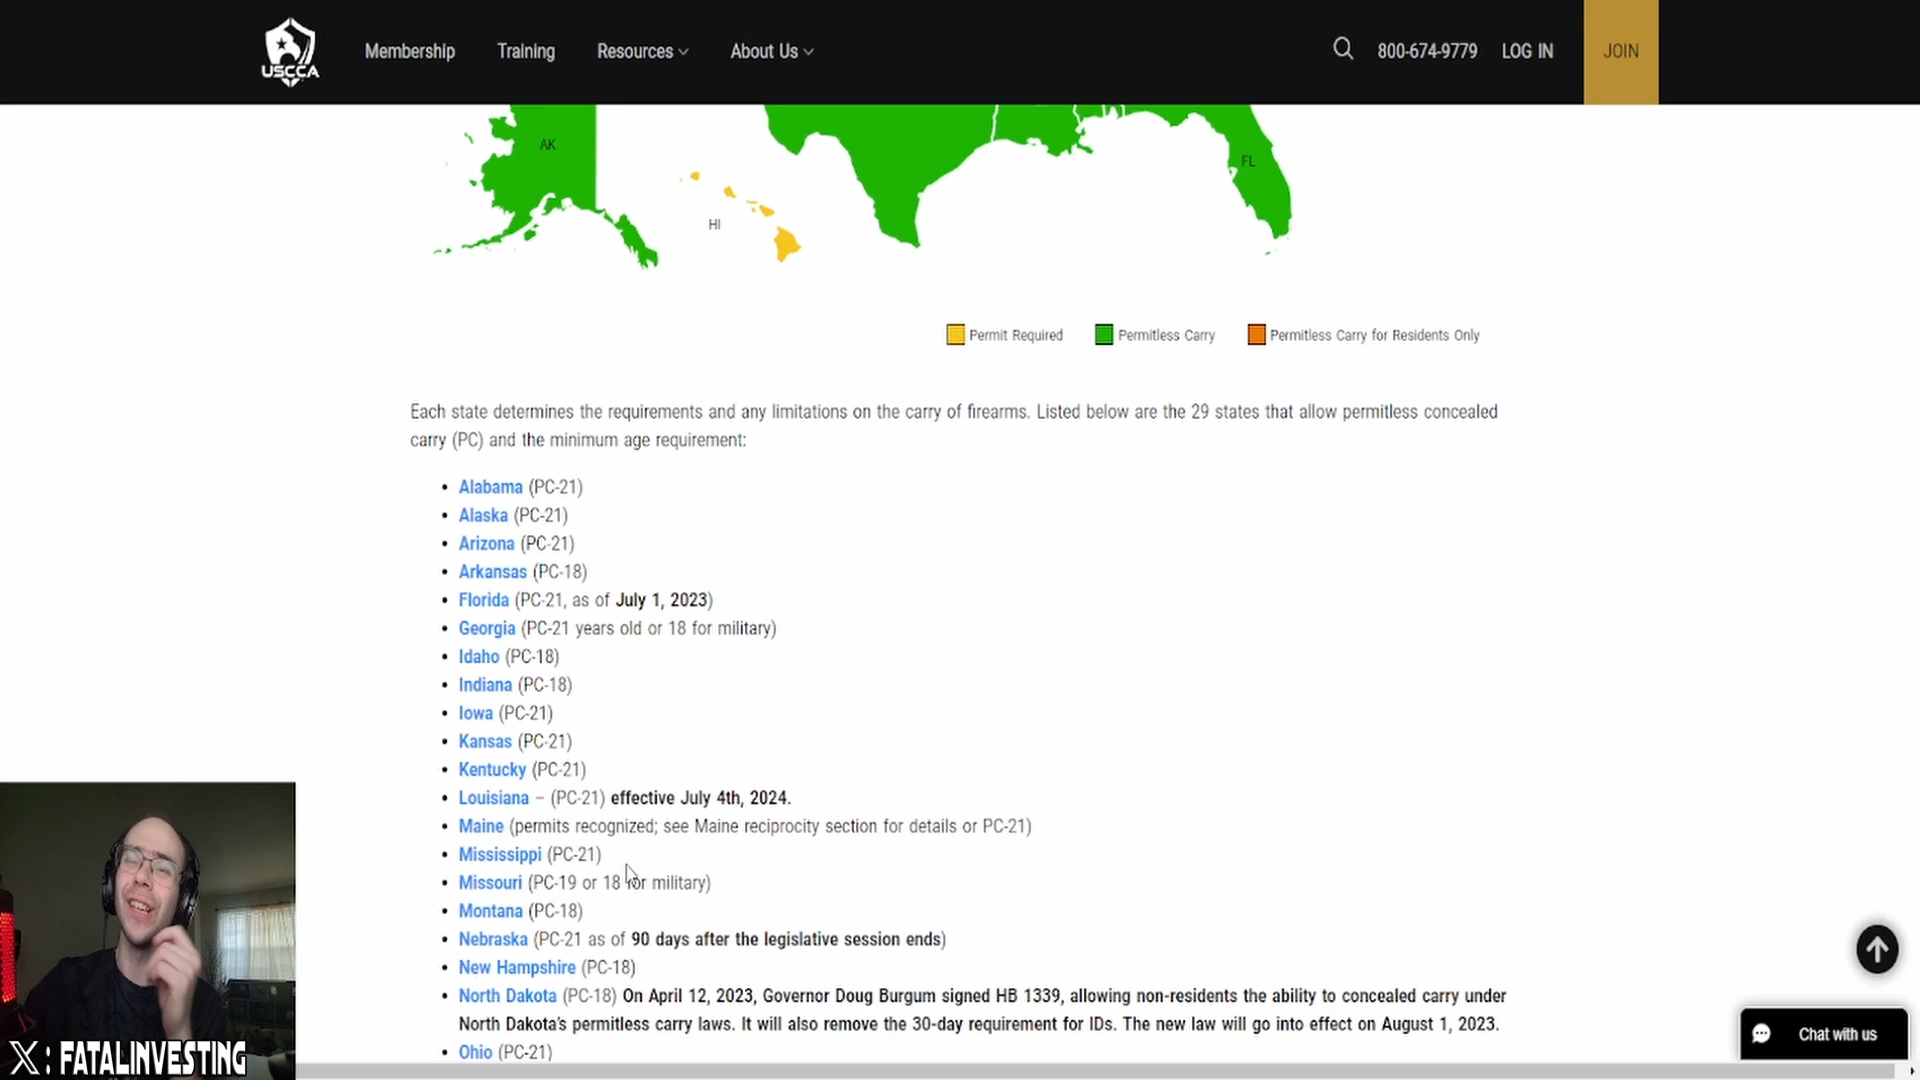 USCCA
Membership
Training
Resources
About Us
800-674-9779
LOG IN
JOIN
AK
HI
FL
Permit Required
Permitless Carry
Permitless Carry for Residents Only
Each state determines the requirements and any limitations on the carry of firearms. Listed below are the 29 states that allow permitless concealed
carry (PC) and the minimum age requirement:
• Alabama (PC-21)
• Alaska (PC-21)
• Arizona (PC-21)
• Arkansas (PC-18)
• Florida (PC-21, as of July 1, 2023)
• Georgia (PC-21 years old or 18 for military)
• Idaho (PC-18)
• Indiana (PC-18)
• Iowa (PC-21)
• Kansas (PC-21)
• Kentucky (PC-21)
• Louisiana – (PC-21) effective July 4th, 2024.
• Maine (permits recognized; see Maine reciprocity section for details or PC-21)
• Mississippi (PC-21)
• Missouri (PC-19 or 18 for military)
• Montana (PC-18)
• Nebraska (PC-21 as of 90 days after the legislative session ends)
• New Hampshire (PC-18)
• North Dakota (PC-18) On April 12, 2023, Governor Doug Burgum signed HB 1339, allowing non-residents the ability to concealed carry under
North Dakota's permitless carry laws. It will also remove the 30-day requirement for IDs. The new law will go into effect on August 1, 2023.
• Ohio (PC-21)
Chat with us
X : FATALINVESTING